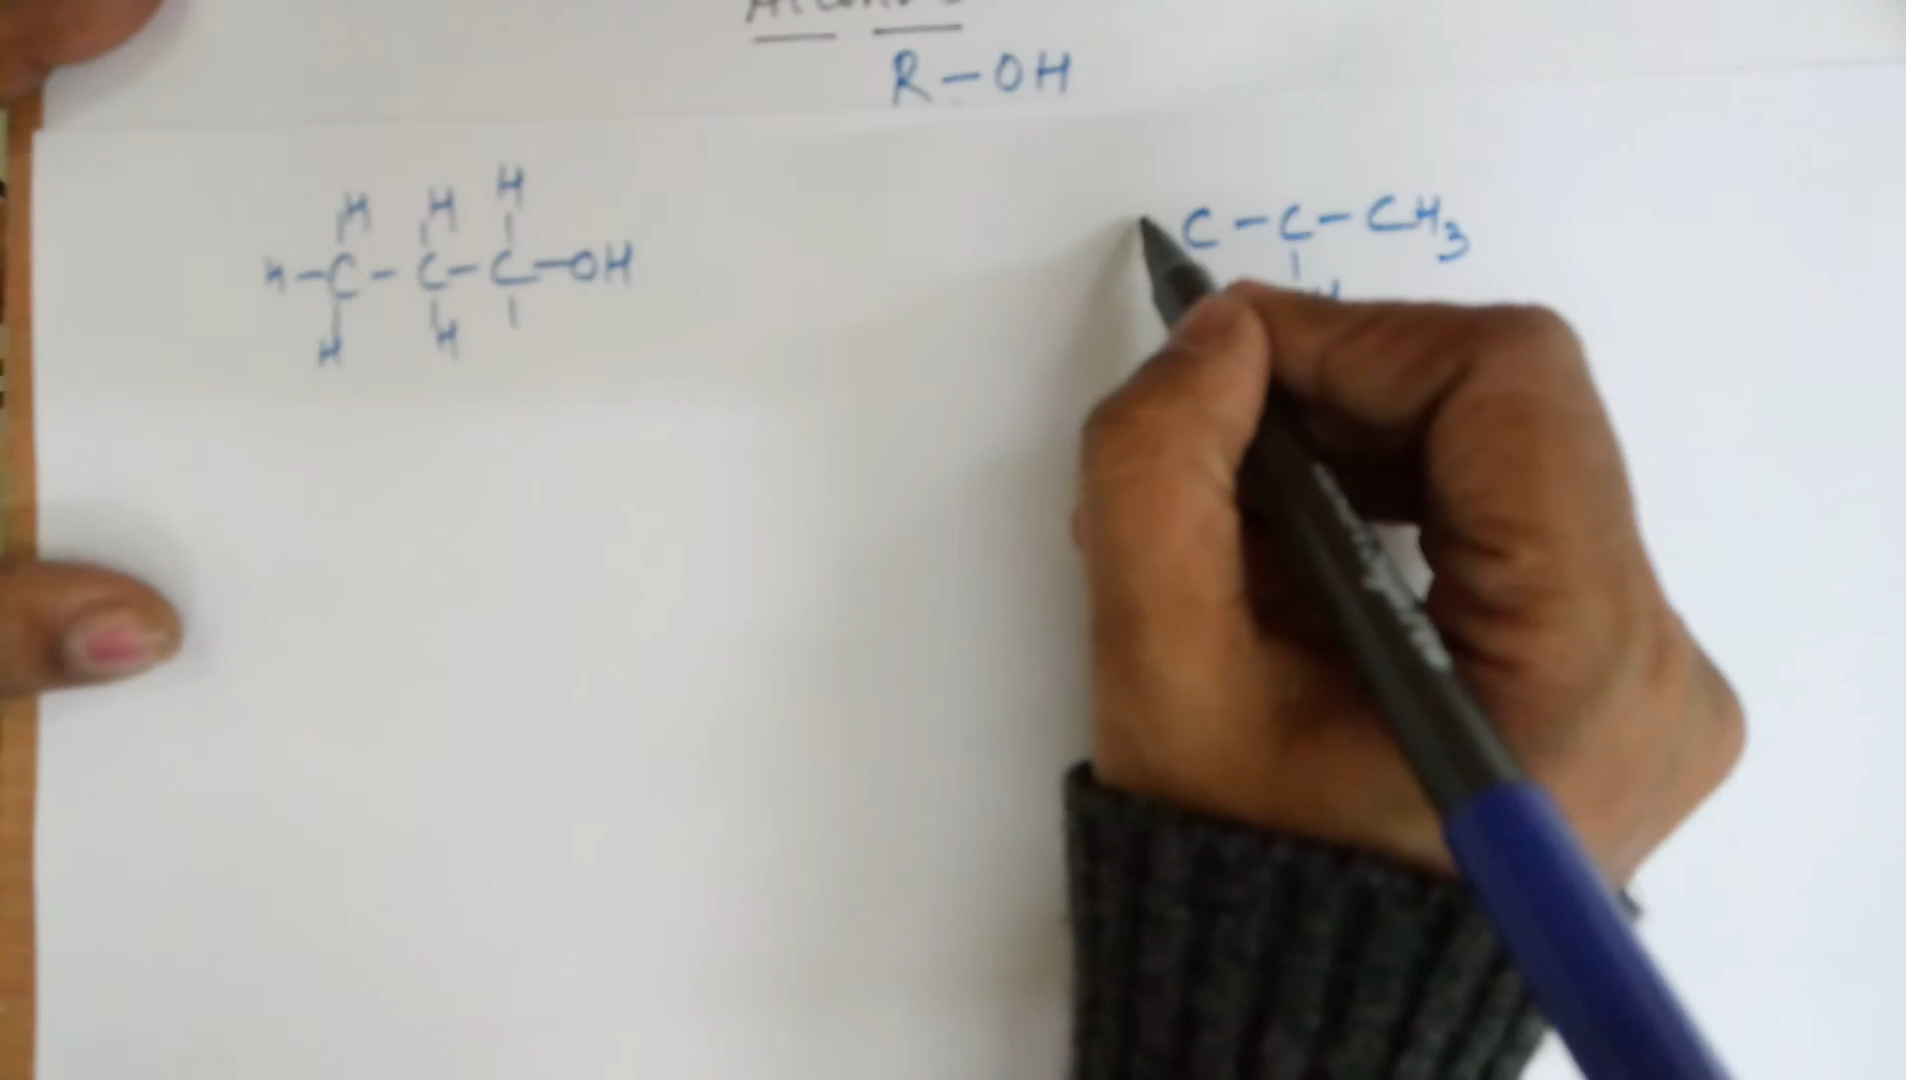 R-OH
H H H
H-C-C-C-OH
H H
C-C-CH3
H